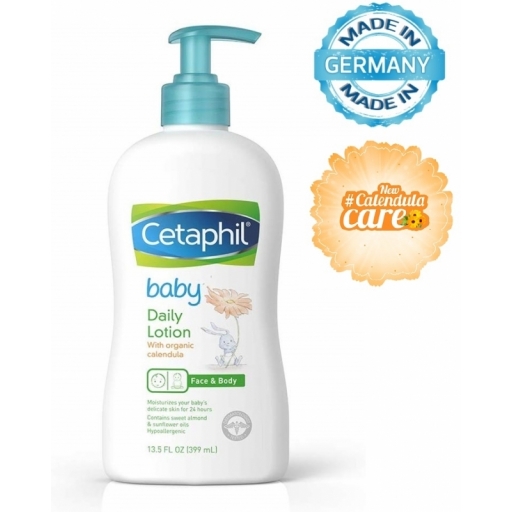 MADE IN
GERMANY
MADE IN
New
#Calendula
care
Cetaphil
baby
Daily
Lotion
With organic
calendula
Face & Body
Moisturizes your baby's
delicate skin for 24 hours
Contains sweet almond
& sunflower oils
Hypoallergenic
13.5 FL OZ (399 mL)